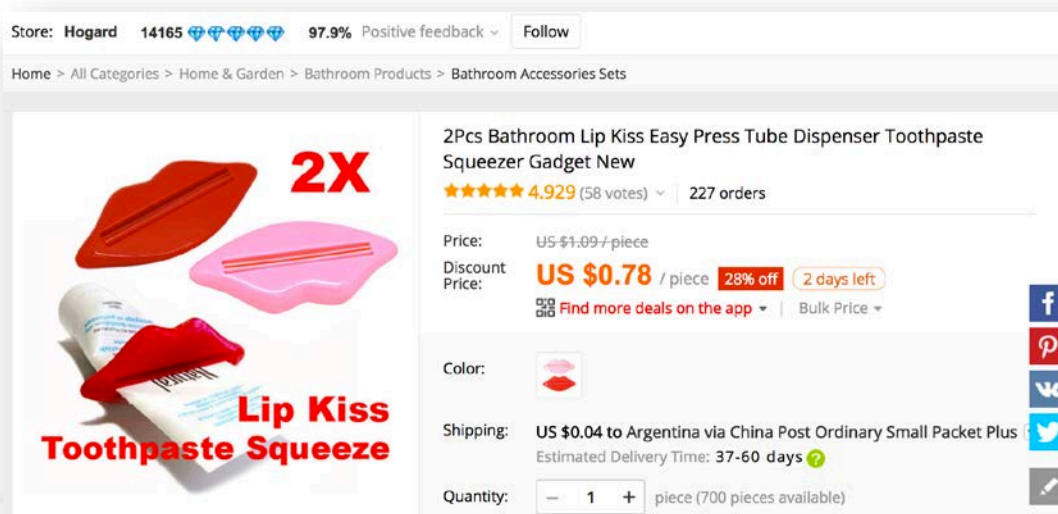 Store: Hogard 14165 97.9% Positive feedback Follow
Home > All Categories > Home & Garden > Bathroom Products > Bathroom Accessories Sets
2X
Natural
Lip Kiss
Toothpaste Squeeze
2Pcs Bathroom Lip Kiss Easy Press Tube Dispenser Toothpaste
Squeezer Gadget New
4.929 (58 votes) 227 orders
Price: US $1.09 / piece
Discount
Price: US $0.78 / piece 28% off 2 days left
Find more deals on the app Bulk Price
Color:
Shipping: US $0.04 to Argentina via China Post Ordinary Small Packet Plus
Estimated Delivery Time: 37-60 days ?
Quantity: − 1 + piece (700 pieces available)